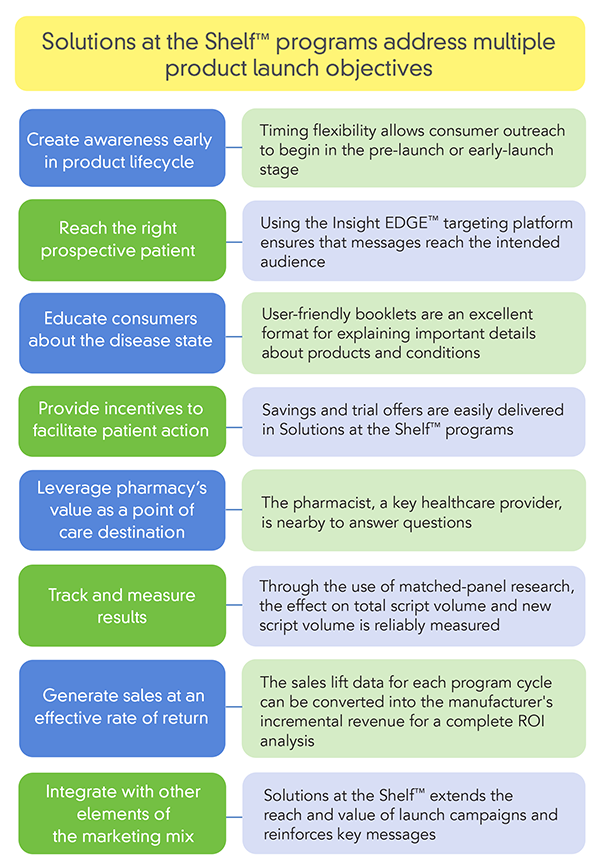 Solutions at the Shelf™ programs address multiple
product launch objectives
Create awareness early
in product lifecycle
Timing flexibility allows consumer outreach
to begin in the pre-launch or early-launch
stage
Reach the right
prospective patient
Using the Insight EDGE™ targeting platform
ensures that messages reach the intended
audience
Educate consumers
about the disease state
User-friendly booklets are an excellent
format for explaining important details
about products and conditions
Provide incentives to
facilitate patient action
Savings and trial offers are easily delivered
in Solutions at the Shelf™ programs
Leverage pharmacy's
value as a point of
care destination
The pharmacist, a key healthcare provider,
is nearby to answer questions
Track and measure
results
Through the use of matched-panel research,
the effect on total script volume and new
script volume is reliably measured
Generate sales at an
effective rate of return
The sales lift data for each program cycle
can be converted into the manufacturer's
incremental revenue for a complete ROI
analysis
Integrate with other
elements of
the marketing mix
Solutions at the Shelf™ extends the
reach and value of launch campaigns and
reinforces key messages